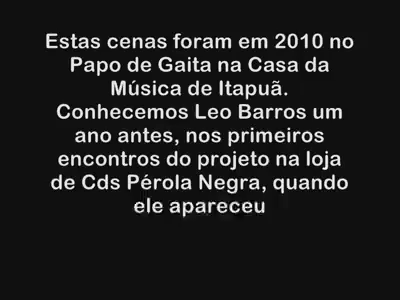 Estas cenas foram em 2010 no
Papo de Gaita na Casa da
Música de Itapuã.
Conhecemos Leo Barros um
ano antes, nos primeiros
encontros do projeto na loja
de Cds Pérola Negra, quando
ele apareceu